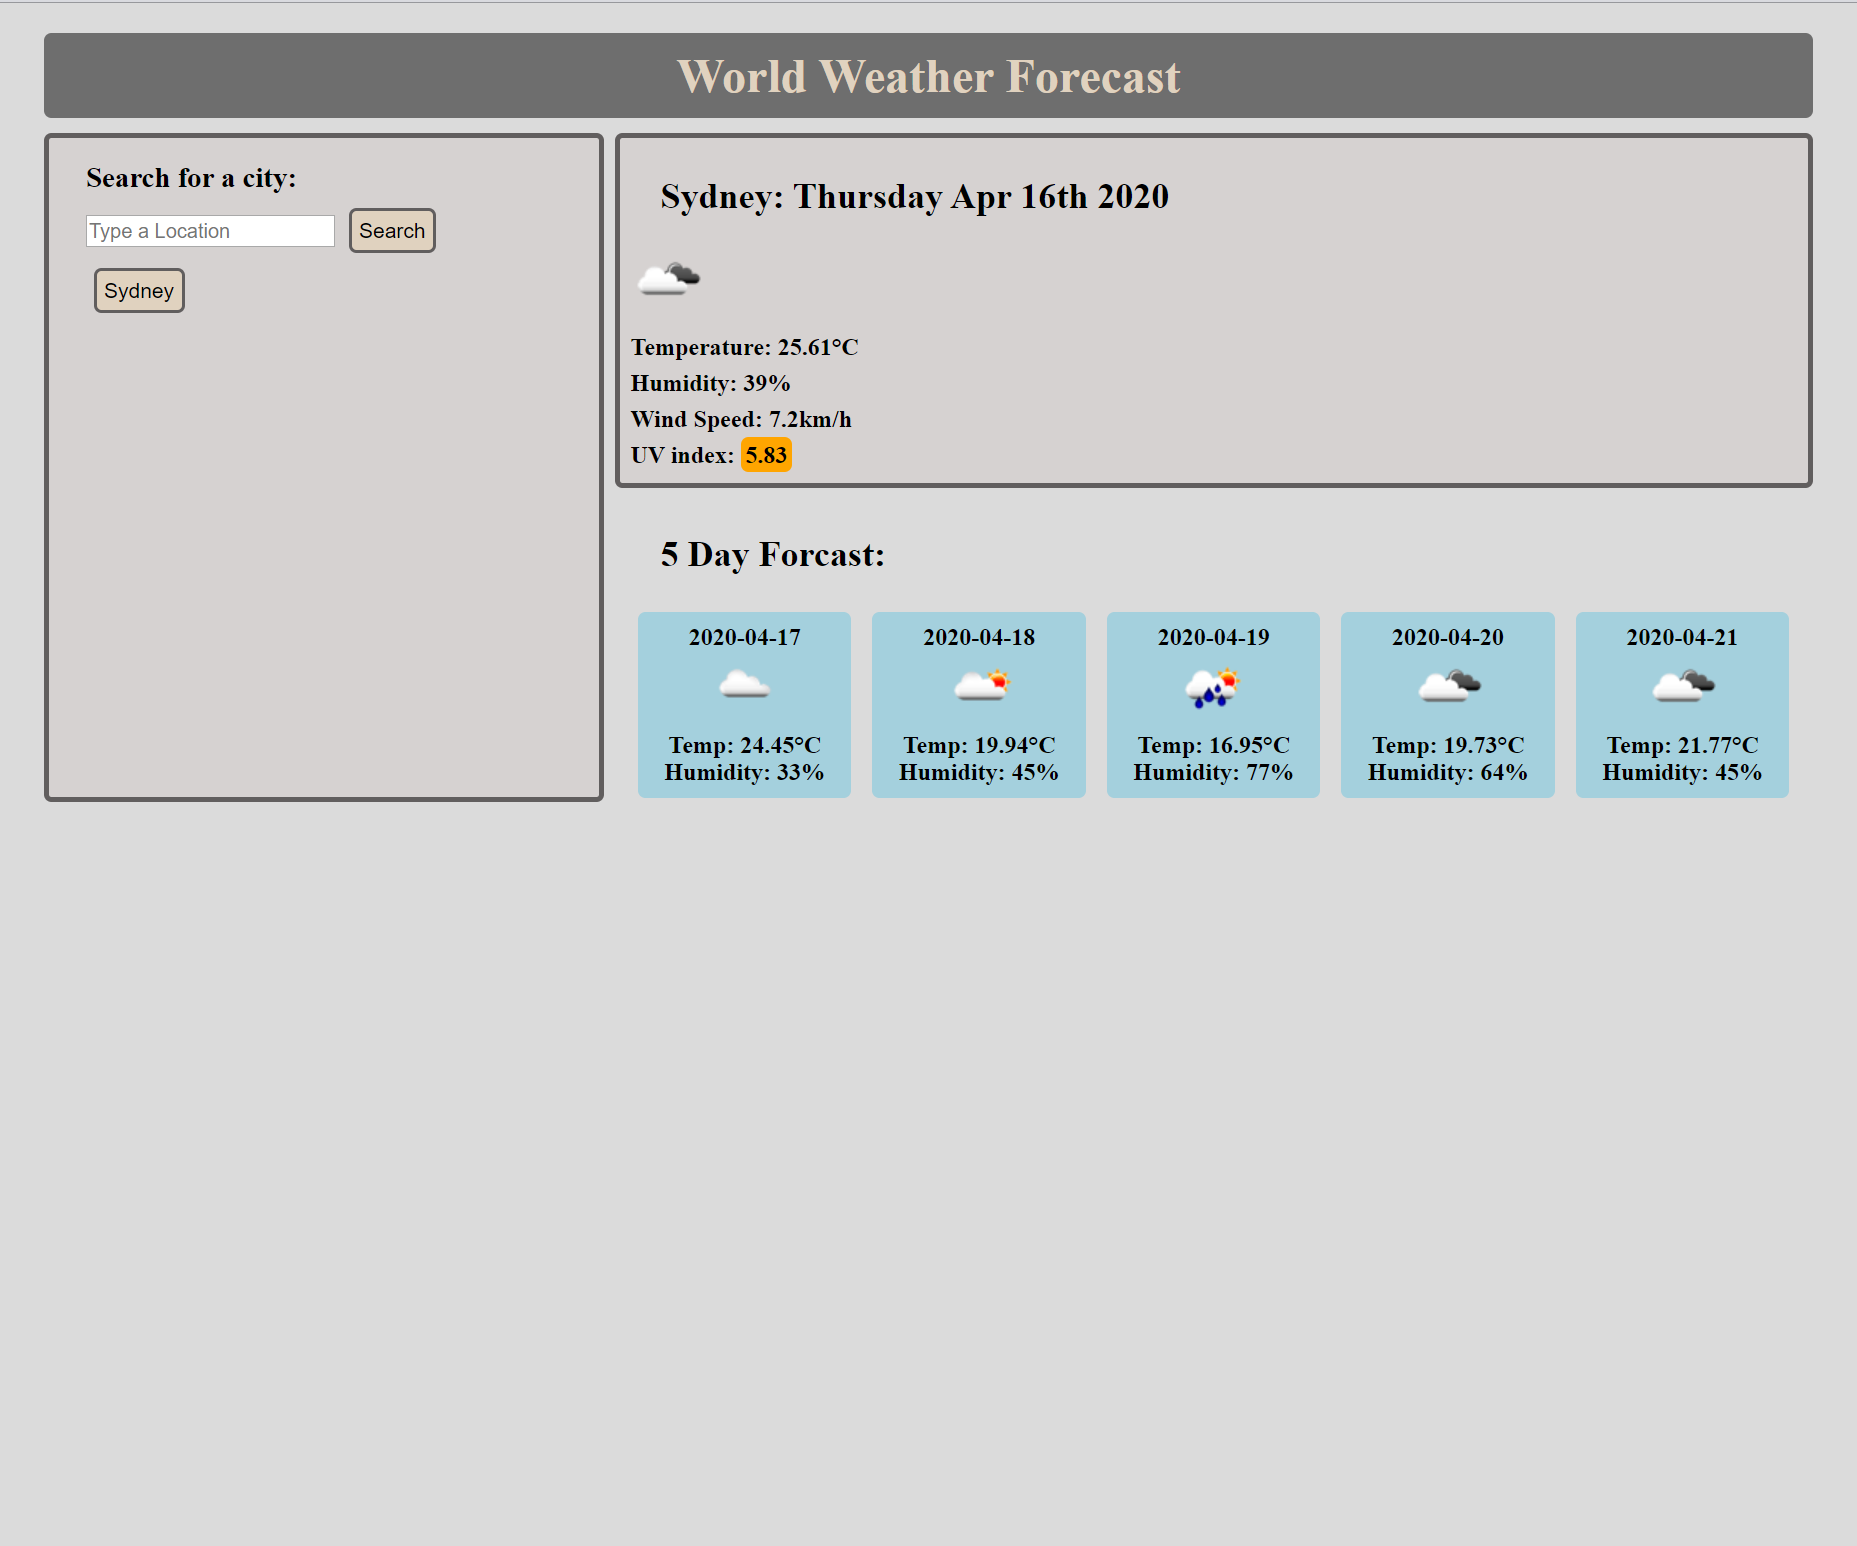 World Weather Forecast
Search for a city:
Type a Location
Search
Sydney
Sydney: Thursday Apr 16th 2020
Temperature: 25.61°C
Humidity: 39%
Wind Speed: 7.2km/h
UV index: 5.83
5 Day Forcast:
2020-04-17
Temp: 24.45°C
Humidity: 33%
2020-04-18
Temp: 19.94°C
Humidity: 45%
2020-04-19
Temp: 16.95°C
Humidity: 77%
2020-04-20
Temp: 19.73°C
Humidity: 64%
2020-04-21
Temp: 21.77°C
Humidity: 45%